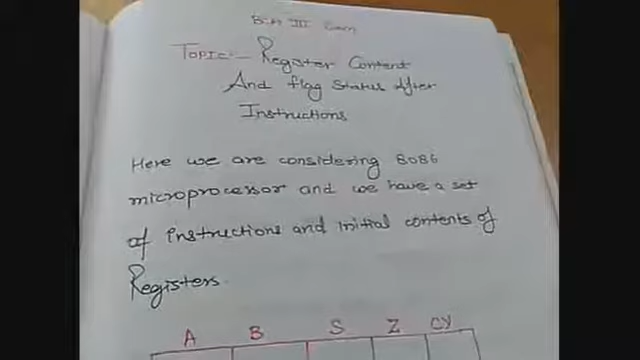 Topic:- Register Content
And flag status After
Instructions
Here we are considering 8086
microprocessor and we have a set
of instructions and initial contents of
Registers.
A B S Z CY